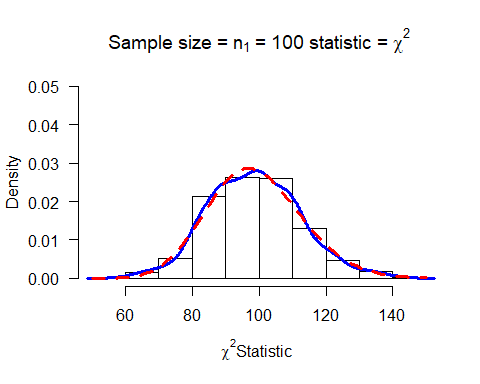 Sample size = n₁ = 100 statistic = χ²
0.05
0.04
0.03
0.02
0.01
0.00
Density
60 80 100 120 140
χ²Statistic